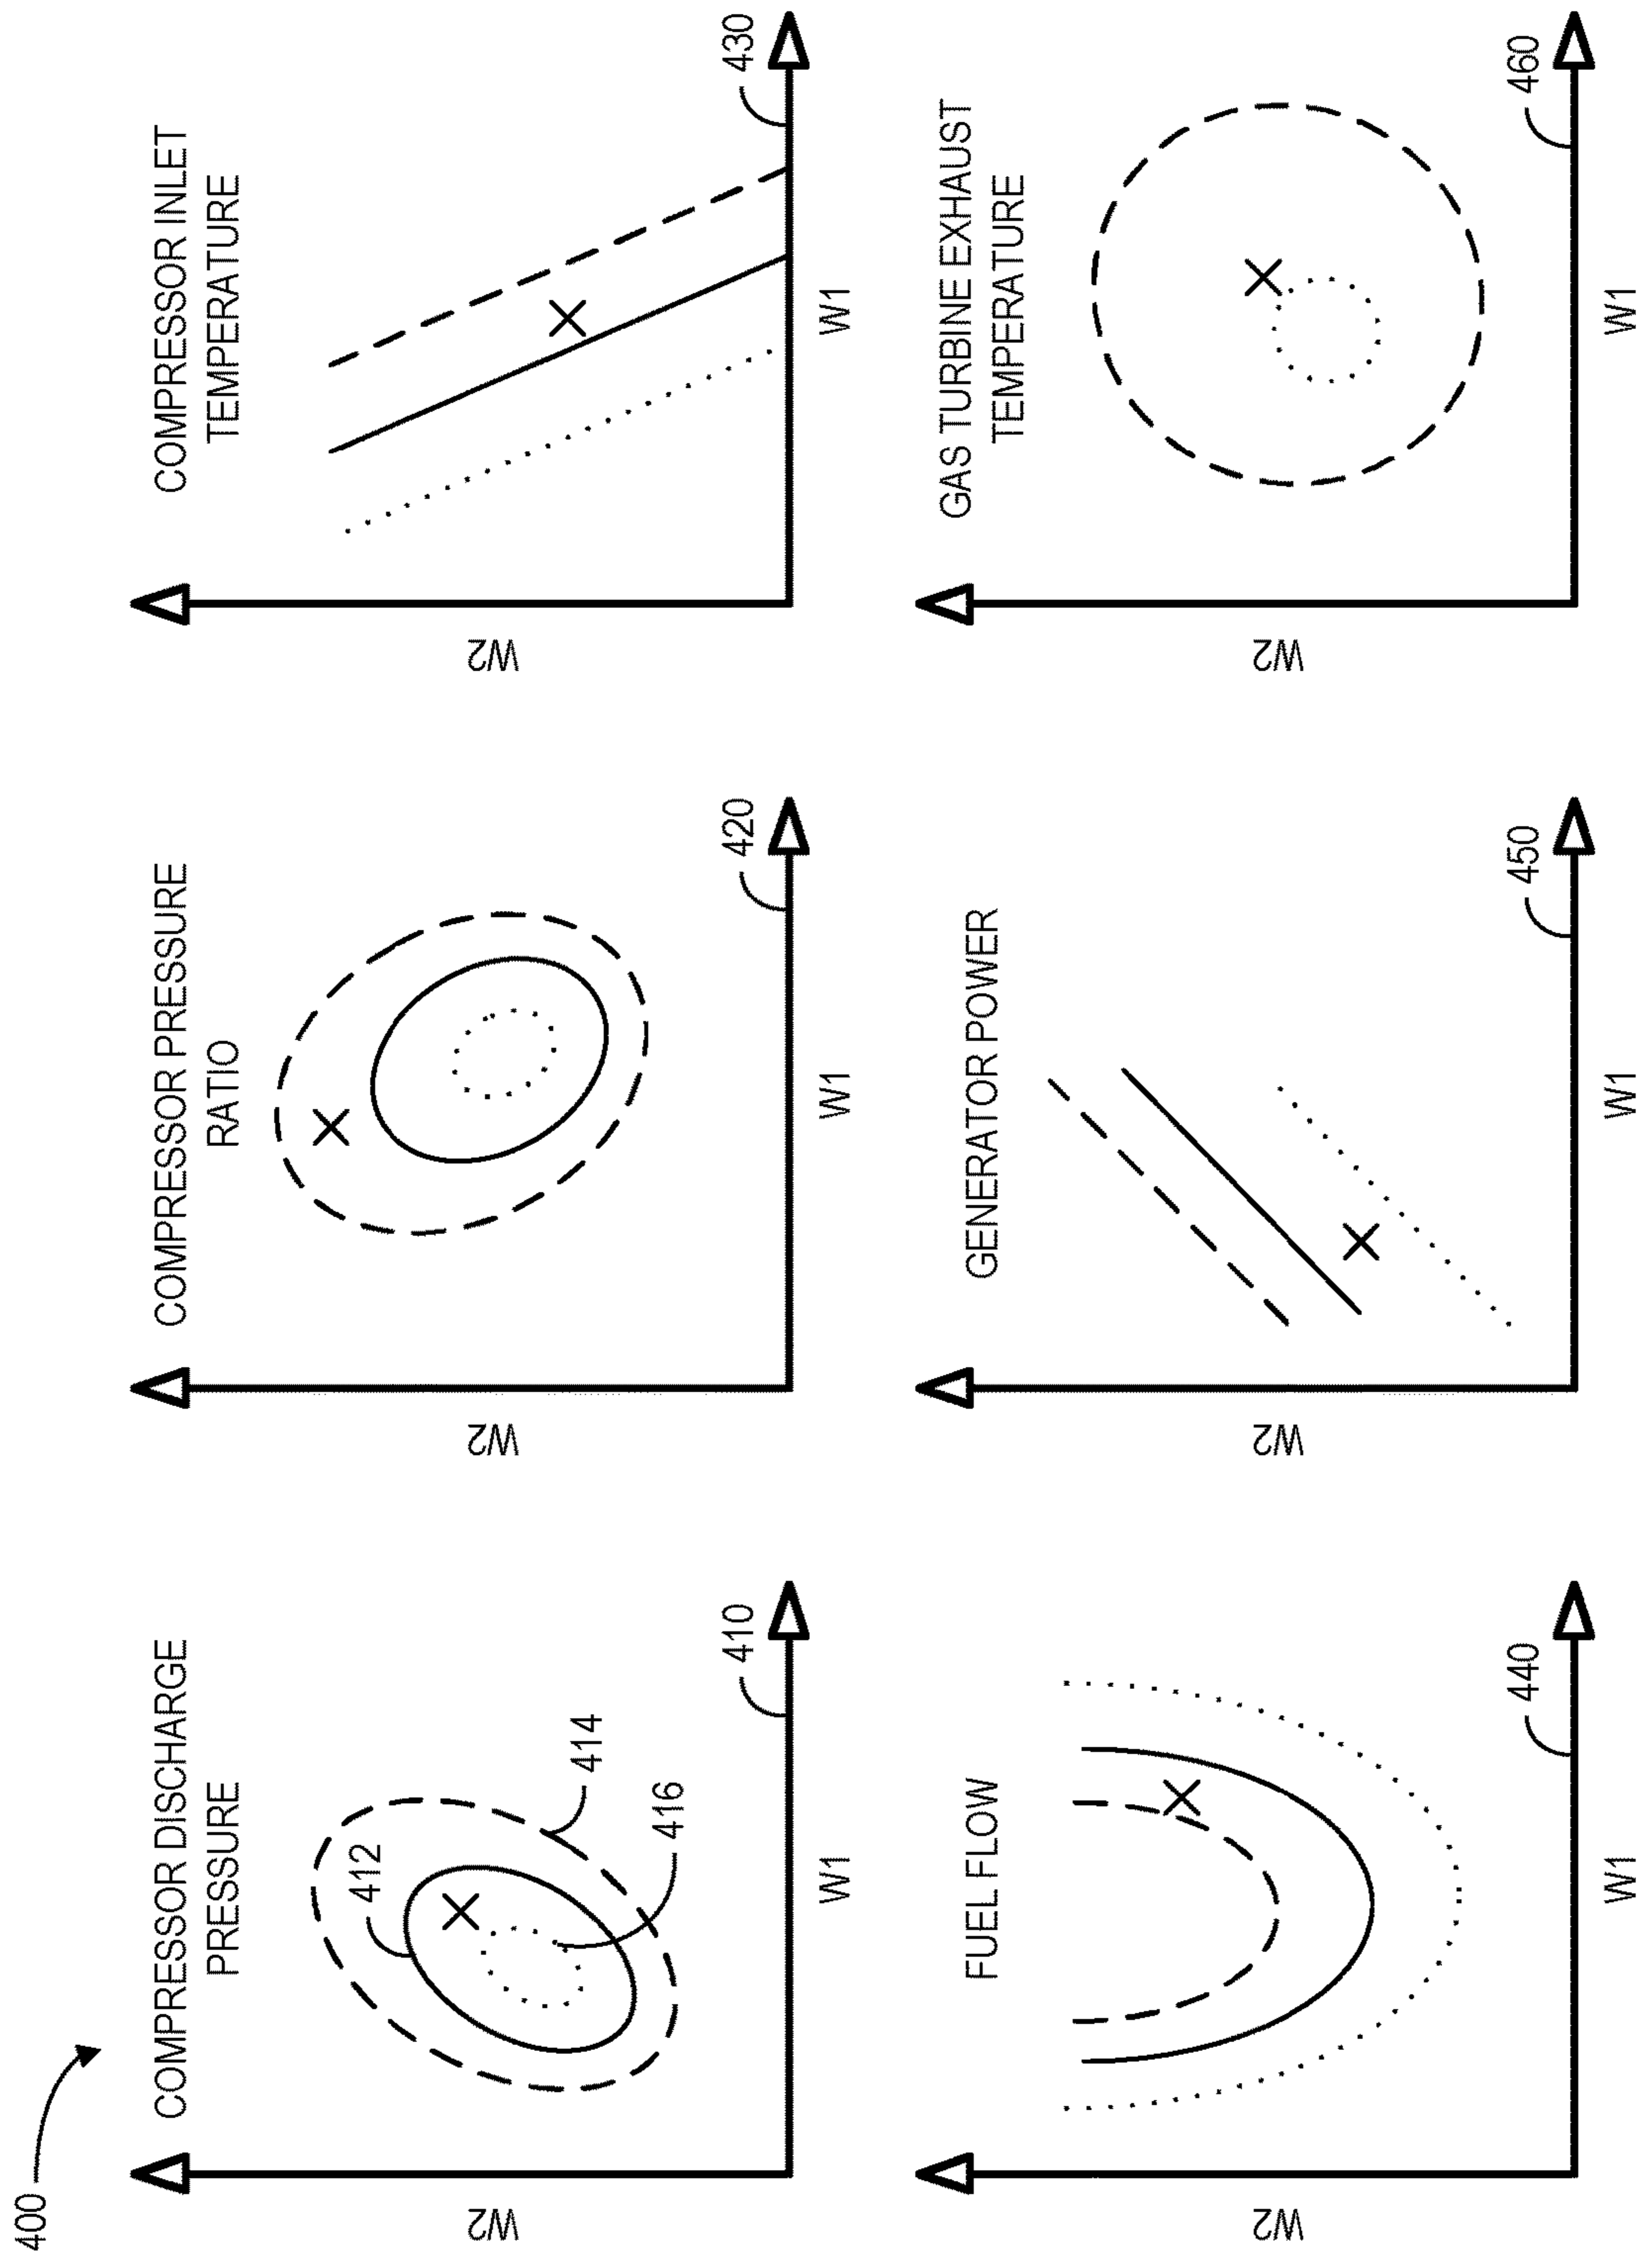 400
COMPRESSOR DISCHARGE
PRESSURE
412
414
416
410
W2
W1
COMPRESSOR PRESSURE
RATIO
420
W2
W1
COMPRESSOR INLET
TEMPERATURE
430
W2
W1
FUEL FLOW
440
W2
W1
GENERATOR POWER
450
W2
W1
GAS TURBINE EXHAUST
TEMPERATURE
460
W2
W1